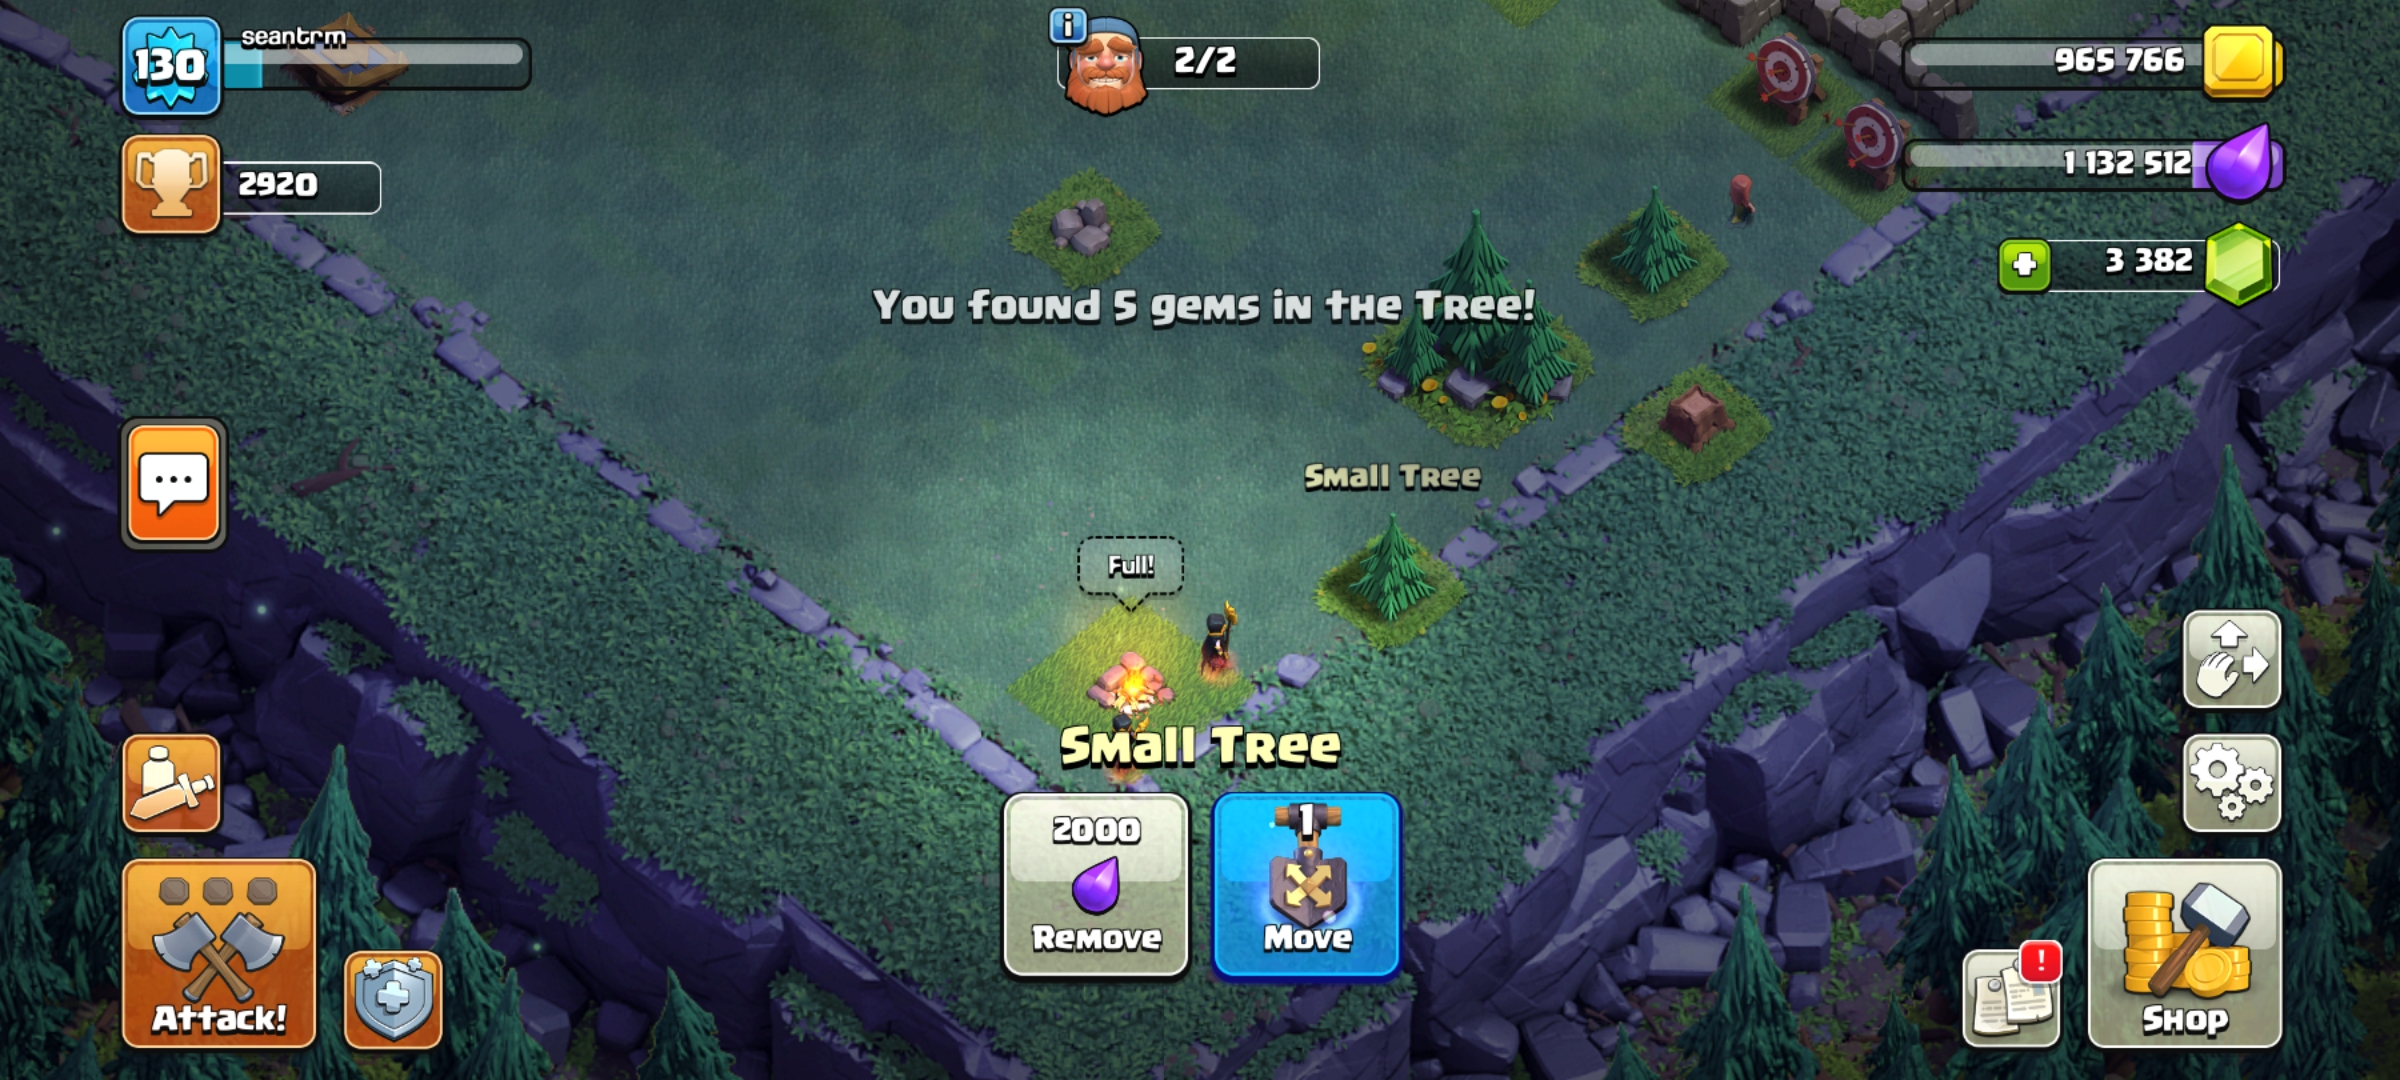 130
seantrm
2/2
965 766
2920
1 132 512
3 382
You found 5 gems in the Tree!
Small Tree
Full!
Small Tree
2000
Remove
1
Move
Attack!
!
Shop